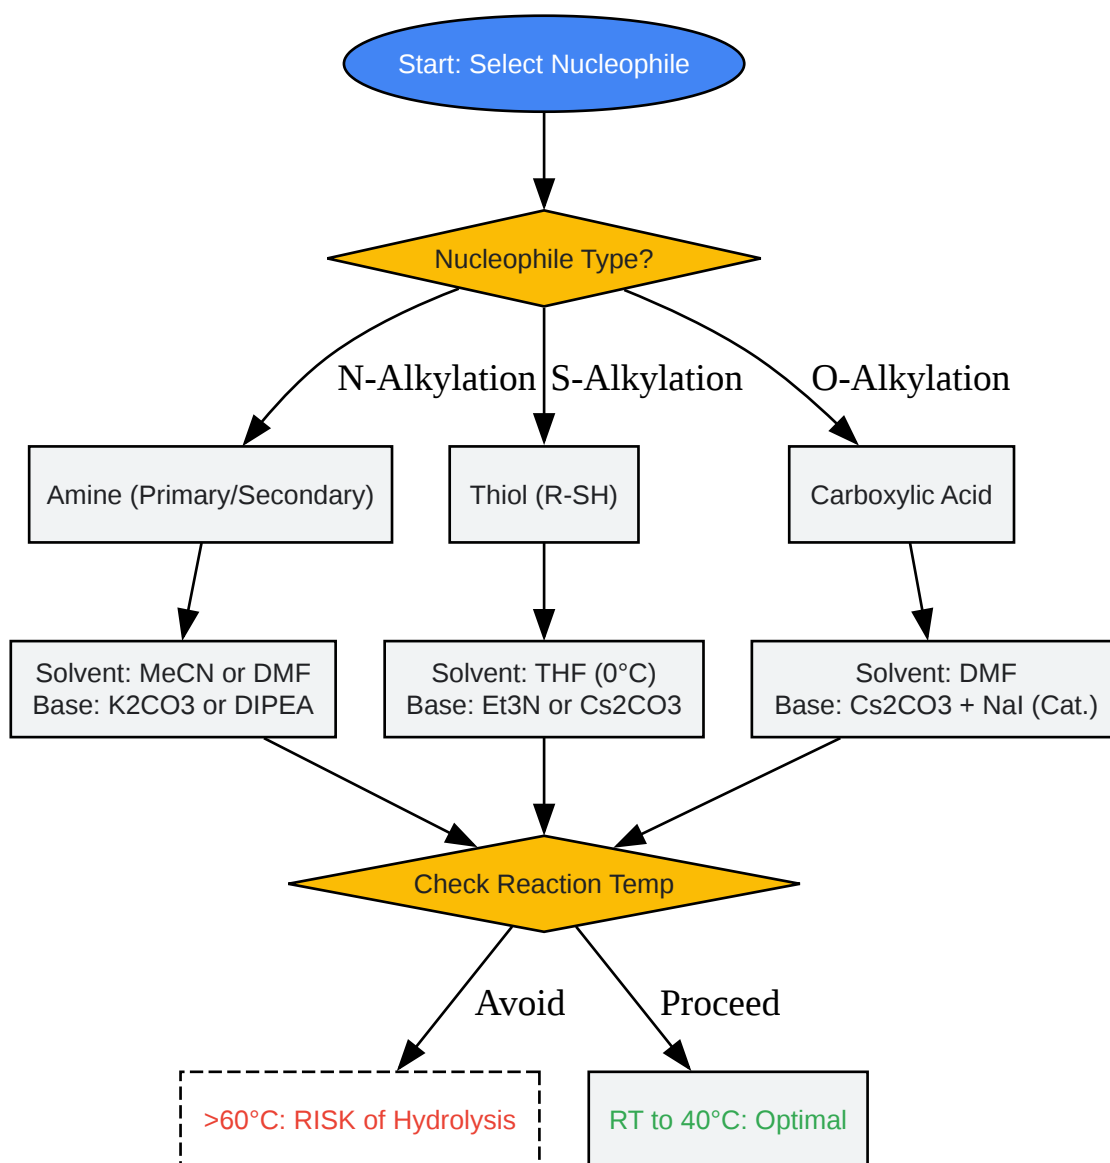 Start: Select Nucleophile
Nucleophile Type?
N-Alkylation
S-Alkylation
O-Alkylation
Amine (Primary/Secondary)
Thiol (R-SH)
Carboxylic Acid
Solvent: MeCN or DMF
Base: K2CO3 or DIPEA
Solvent: THF (0°C)
Base: Et3N or Cs2CO3
Solvent: DMF
Base: Cs2CO3 + NaI (Cat.)
Check Reaction Temp
Avoid
Proceed
>60°C: RISK of Hydrolysis
RT to 40°C: Optimal